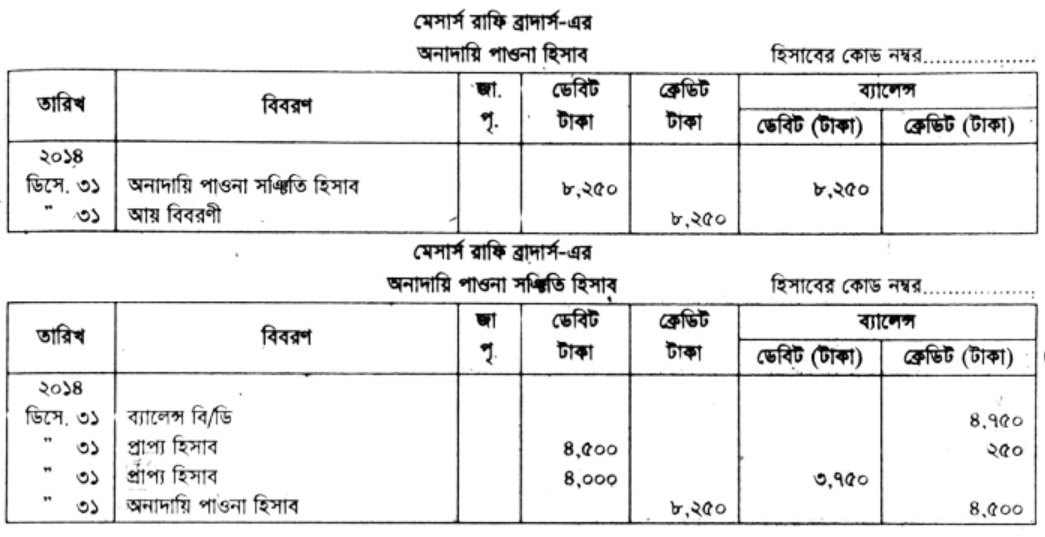 মেসার্স রাফি ব্রাদার্স-এর
অনাদায়ি পাওনা হিসাব হিসাবের কোড নম্বর..................
তারিখ বিবরণ জা. পৃ. ডেবিট টাকা ক্রেডিট টাকা ব্যালেন্স
ডেবিট (টাকা) ক্রেডিট (টাকা)
২০১৪
ডিসে. ৩১ অনাদায়ি পাওনা সঞ্চিতি হিসাব ৮,২৫০ ৮,২৫০
" ৩১ আয় বিবরণী ৮,২৫০
মেসার্স রাফি ব্রাদার্স-এর
অনাদায়ি পাওনা সঞ্চিতি হিসাব হিসাবের কোড নম্বর..................
তারিখ বিবরণ জা পৃ. ডেবিট টাকা ক্রেডিট টাকা ব্যালেন্স
ডেবিট (টাকা) ক্রেডিট (টাকা)
২০১৪
ডিসে. ৩১ ব্যালেন্স বি/ডি ৪,৭৫০
" ৩১ প্রাপ্য হিসাব ৪,৫০০ ২৫০
" ৩১ প্রাপ্য হিসাব ৪,০০০ ৩,৭৫০
" ৩১ অনাদায়ি পাওনা হিসাব ৮,২৫০ ৪,৫০০